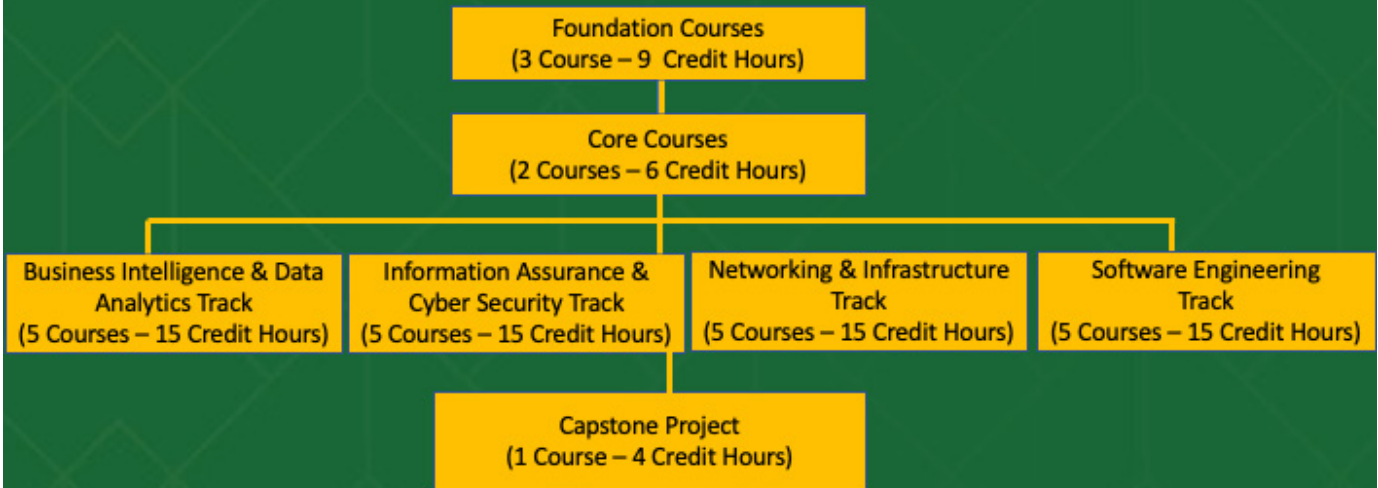 Foundation Courses
(3 Course – 9 Credit Hours)
Core Courses
(2 Courses – 6 Credit Hours)
Business Intelligence & Data
Analytics Track
(5 Courses – 15 Credit Hours)
Information Assurance &
Cyber Security Track
(5 Courses – 15 Credit Hours)
Networking & Infrastructure
Track
(5 Courses – 15 Credit Hours)
Software Engineering
Track
(5 Courses – 15 Credit Hours)
Capstone Project
(1 Course – 4 Credit Hours)